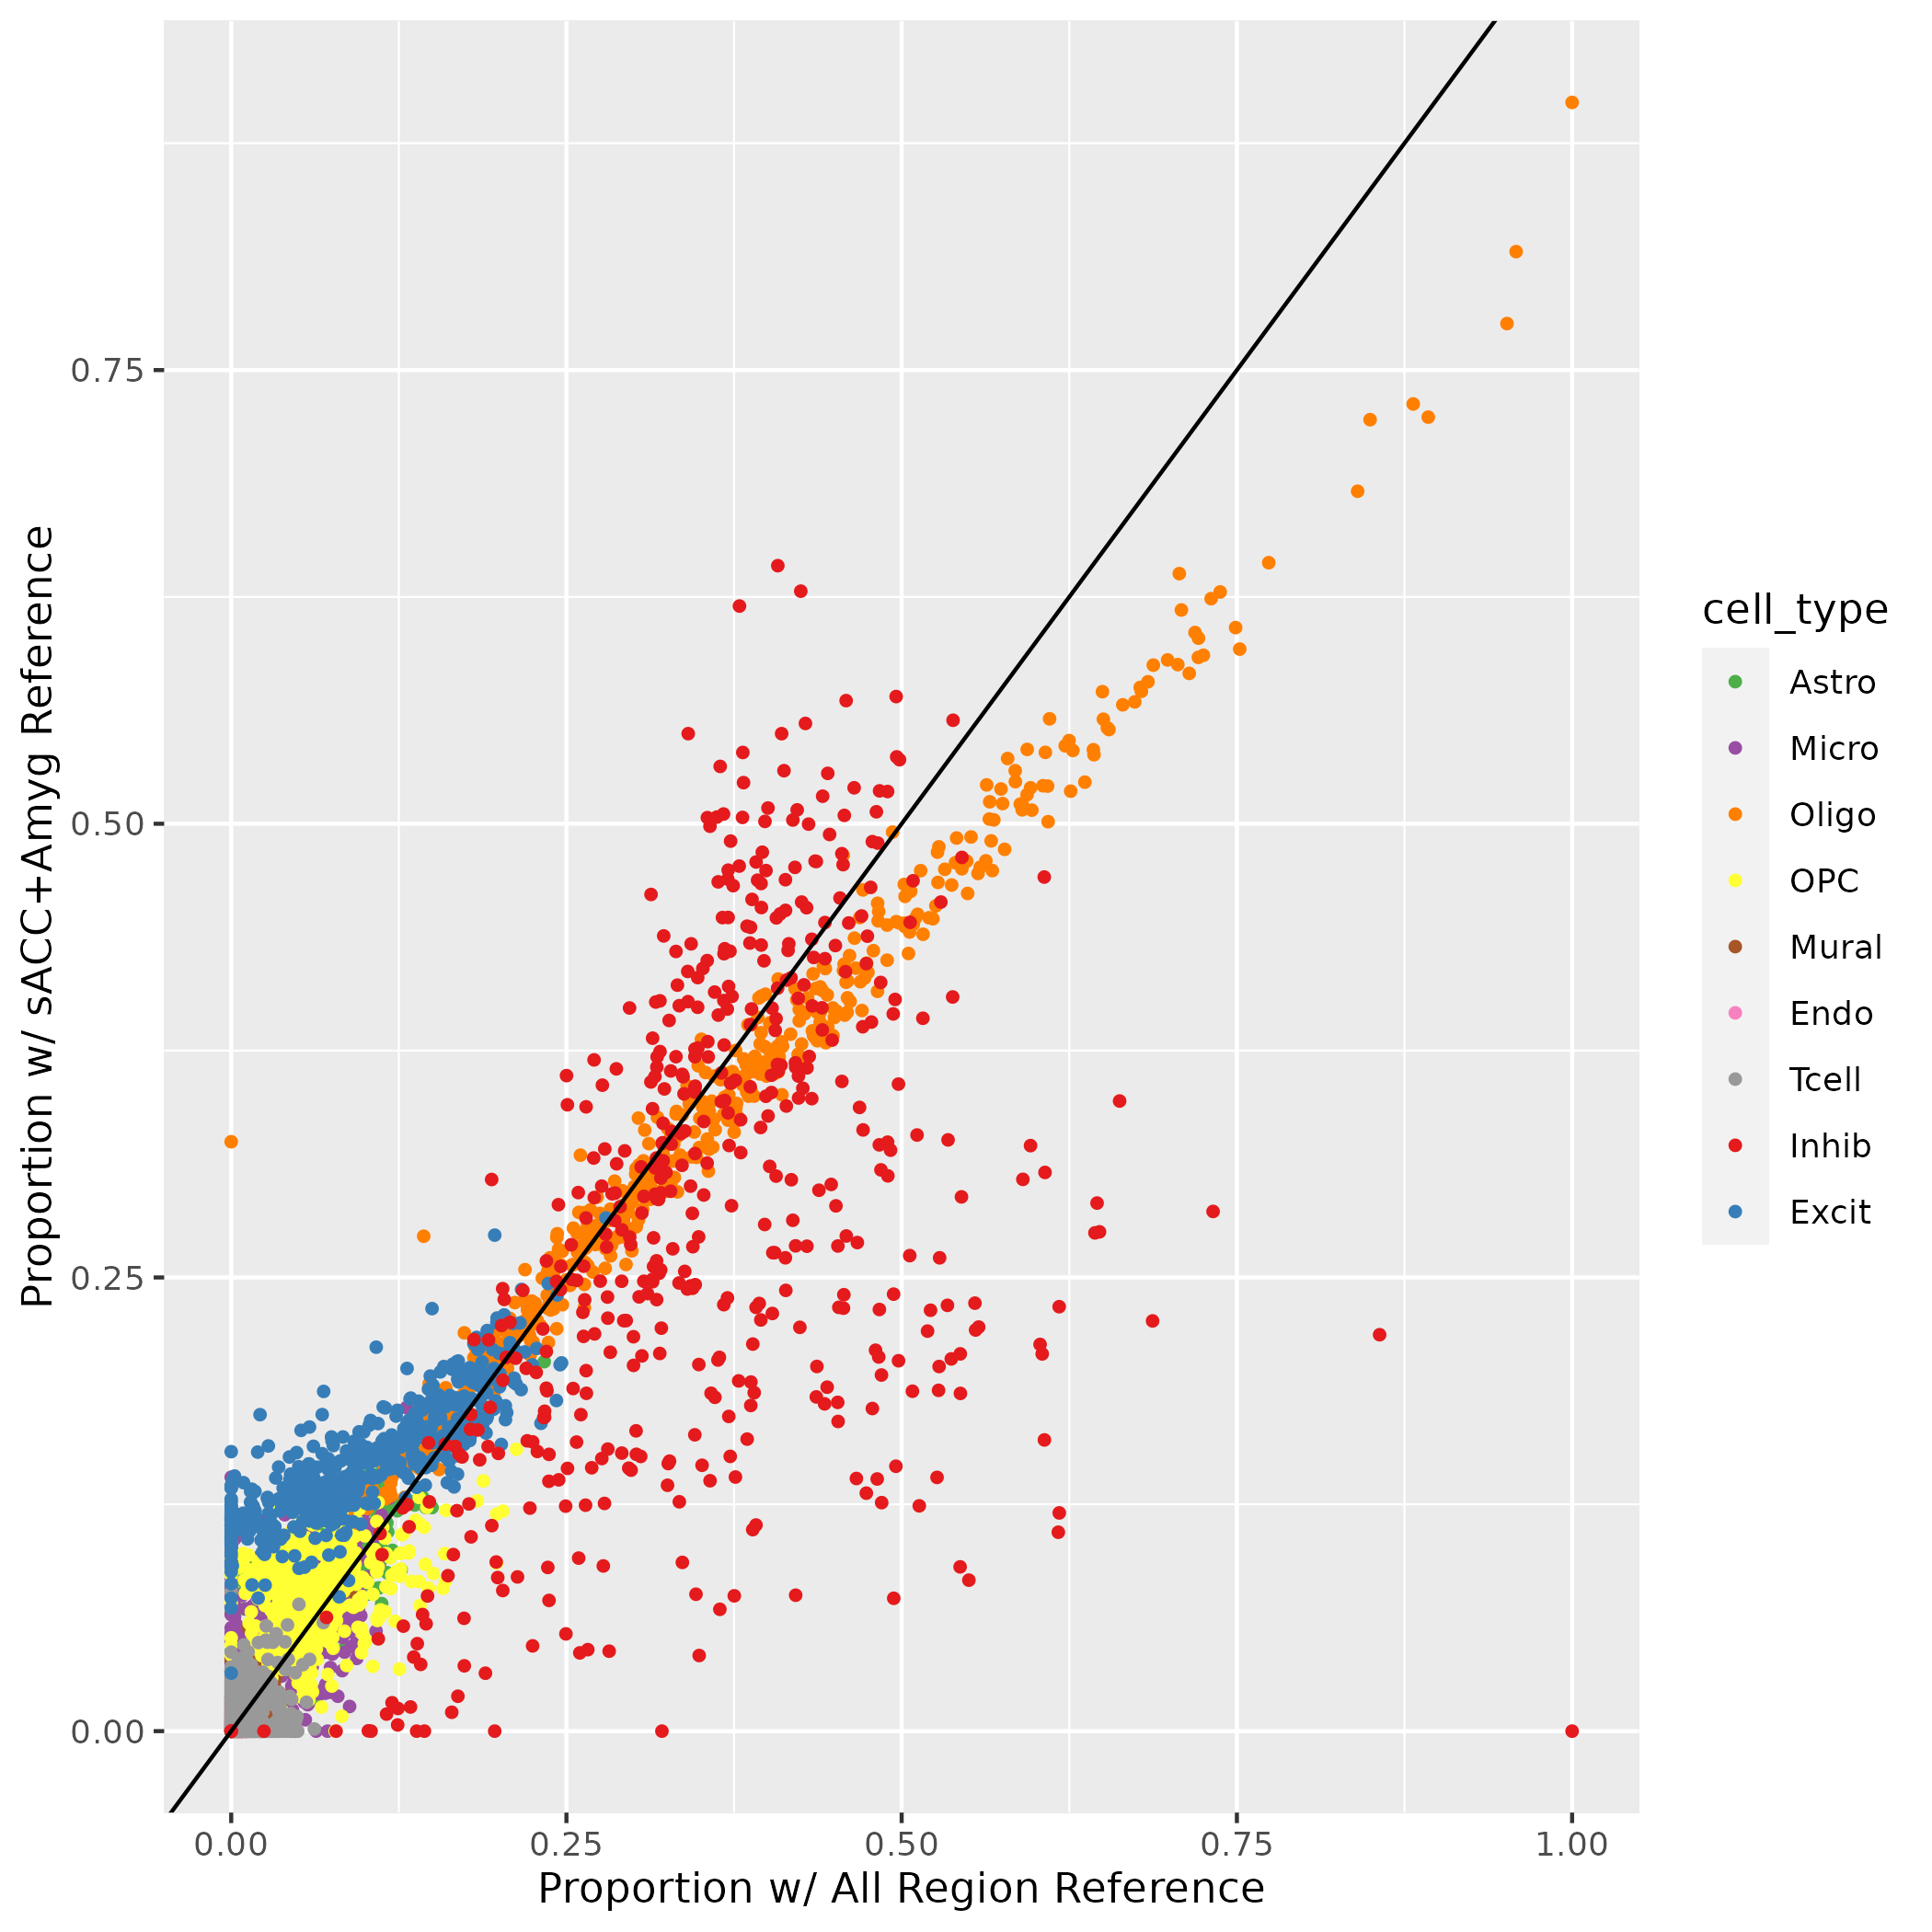 Proportion w/ sACC+Amyg Reference
0.75
0.50
0.25
0.00
0.00 0.25 0.50 0.75 1.00
Proportion w/ All Region Reference
cell_type
Astro
Micro
Oligo
OPC
Mural
Endo
Tcell
Inhib
Excit